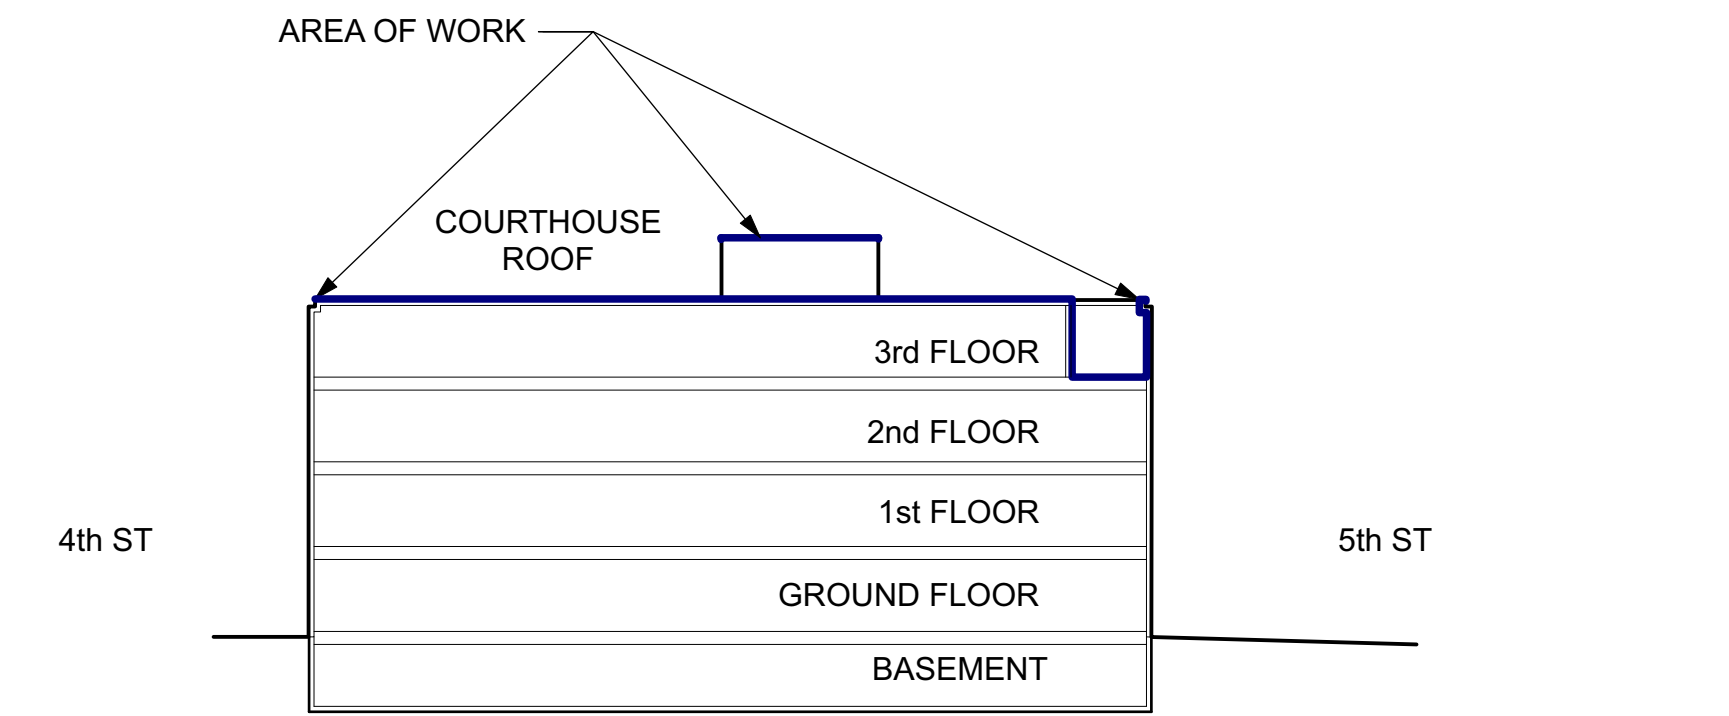 AREA OF WORK
COURTHOUSE
ROOF
3rd FLOOR
2nd FLOOR
1st FLOOR
4th ST
5th ST
GROUND FLOOR
BASEMENT